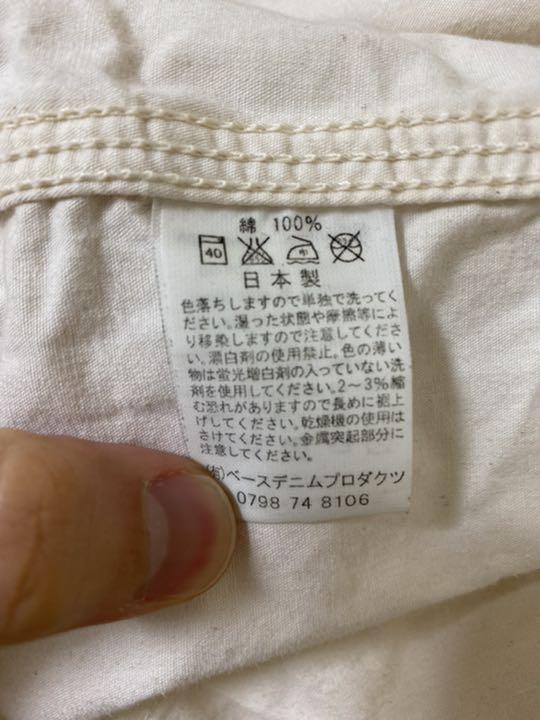 綿 100%
40
日本製
色落ちしますので単独で洗ってく
ださい。湿った状態や摩擦等によ
り移染しますので注意してくださ
い。漂白剤の使用禁止。色の薄い
物は蛍光増白剤の入っていない洗
剤を使用してください。2〜3%縮
む恐れがありますので長めに裾上
げしてください。乾燥機の使用は
さけてください。金属突起部分に
注意してください。
(有)ベースデニムプロダクツ
0798 74 8106